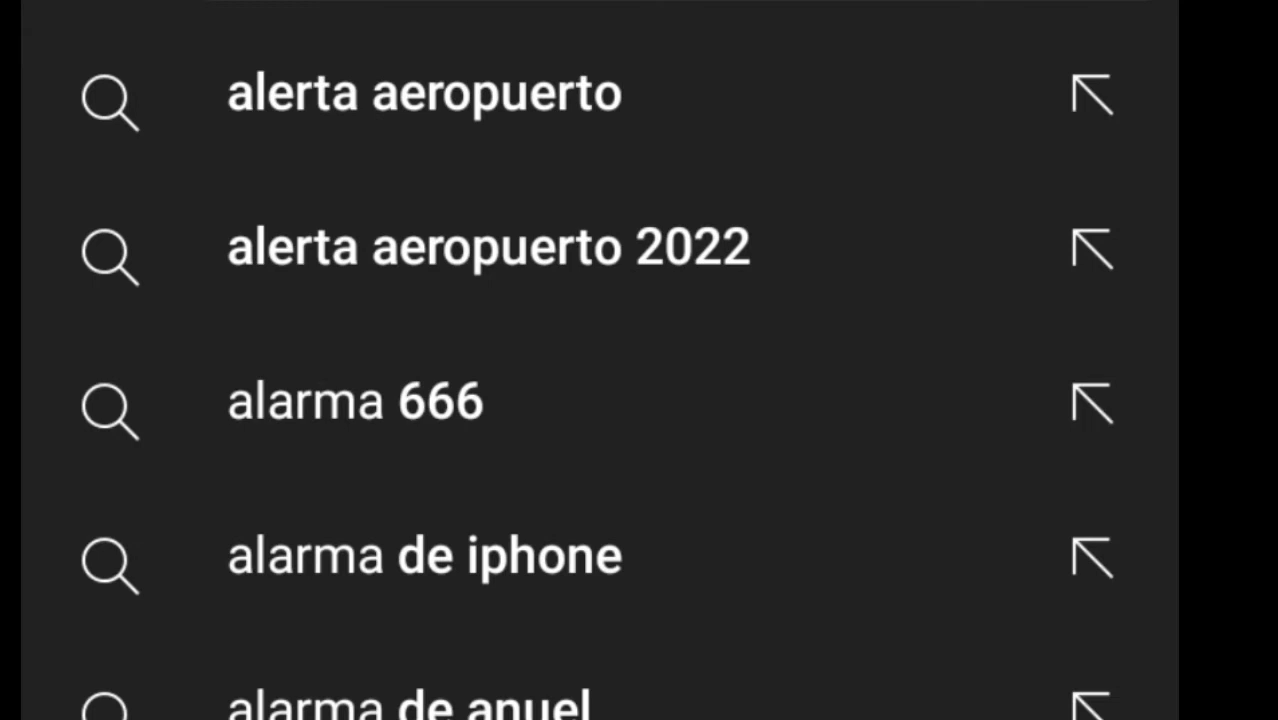 alerta aeropuerto
alerta aeropuerto 2022
alarma 666
alarma de iphone
alarma de anuel